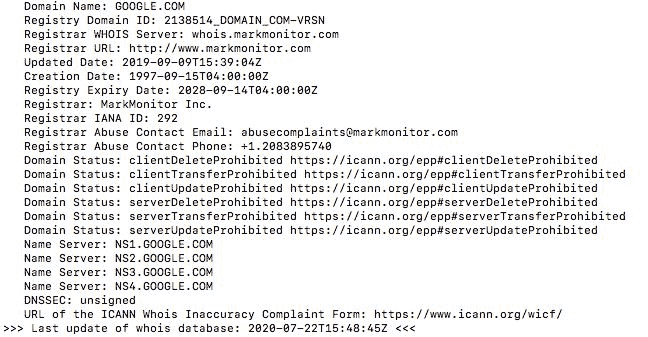 Domain Name: GOOGLE.COM
Registry Domain ID: 2138514_DOMAIN_COM-VRSN
Registrar WHOIS Server: whois.markmonitor.com
Registrar URL: http://www.markmonitor.com
Updated Date: 2019-09-09T15:39:04Z
Creation Date: 1997-09-15T04:00:00Z
Registry Expiry Date: 2028-09-14T04:00:00Z
Registrar: MarkMonitor Inc.
Registrar IANA ID: 292
Registrar Abuse Contact Email: abusecomplaints@markmonitor.com
Registrar Abuse Contact Phone: +1.2083895740
Domain Status: clientDeleteProhibited https://icann.org/epp#clientDeleteProhibited
Domain Status: clientTransferProhibited https://icann.org/epp#clientTransferProhibited
Domain Status: clientUpdateProhibited https://icann.org/epp#clientUpdateProhibited
Domain Status: serverDeleteProhibited https://icann.org/epp#serverDeleteProhibited
Domain Status: serverTransferProhibited https://icann.org/epp#serverTransferProhibited
Domain Status: serverUpdateProhibited https://icann.org/epp#serverUpdateProhibited
Name Server: NS1.GOOGLE.COM
Name Server: NS2.GOOGLE.COM
Name Server: NS3.GOOGLE.COM
Name Server: NS4.GOOGLE.COM
DNSSEC: unsigned
URL of the ICANN Whois Inaccuracy Complaint Form: https://www.icann.org/wicf/
>>> Last update of whois database: 2020-07-22T15:48:45Z <<<